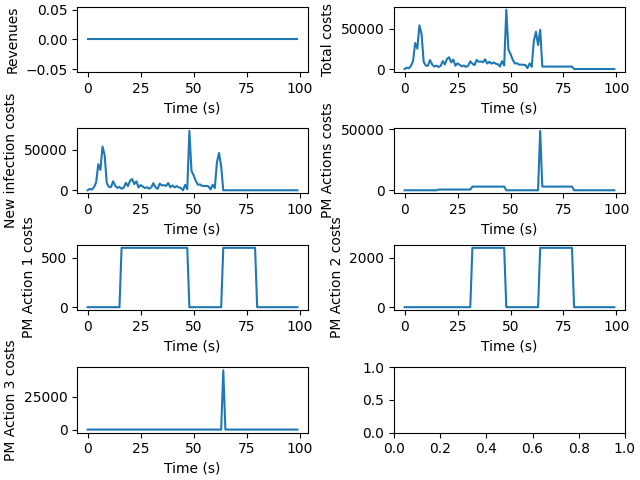 Revenues
0.05
0.00
−0.05
0 25 50 75 100
Time (s)
Total costs
50000
0
0 25 50 75 100
Time (s)
New infection costs
50000
0
0 25 50 75 100
Time (s)
PM Actions costs
50000
0
0 25 50 75 100
Time (s)
PM Action 1 costs
500
0
0 25 50 75 100
Time (s)
PM Action 2 costs
2000
0
0 25 50 75 100
Time (s)
PM Action 3 costs
25000
0
0 25 50 75 100
Time (s)
1.0
0.5
0.0
0.0 0.2 0.4 0.6 0.8 1.0